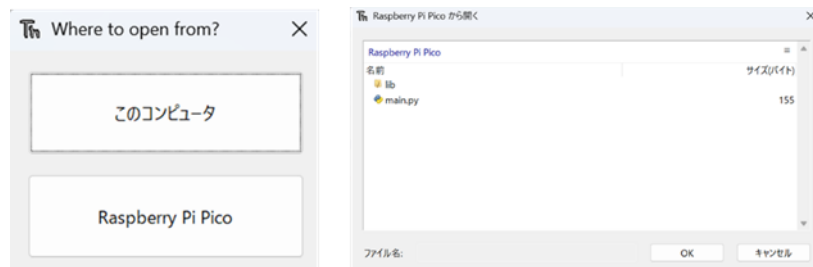 Where to open from?
このコンピュータ
Raspberry Pi Pico
Raspberry Pi Pico から開く
Raspberry Pi Pico
名前 サイズ(バイト)
lib
main.py 155
ファイル名:
OK キャンセル